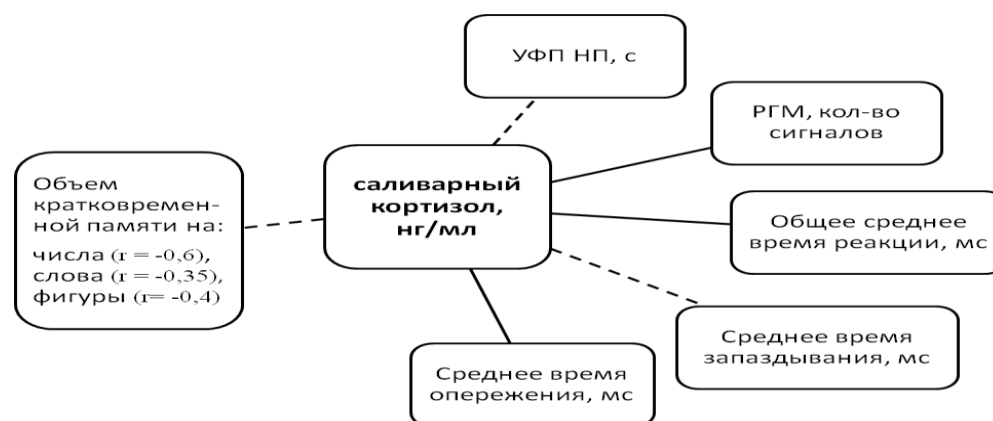 УФП НП, с
РГМ, кол-во
сигналов
саливарный
кортизол,
нг/мл
Объем
кратковремен-
ной памяти на:
числа (r = -0,6),
слова (r = -0,35),
фигуры (r= -0,4)
Общее среднее
время реакции, мс
Среднее время
запаздывания, мс
Среднее время
опережения, мс